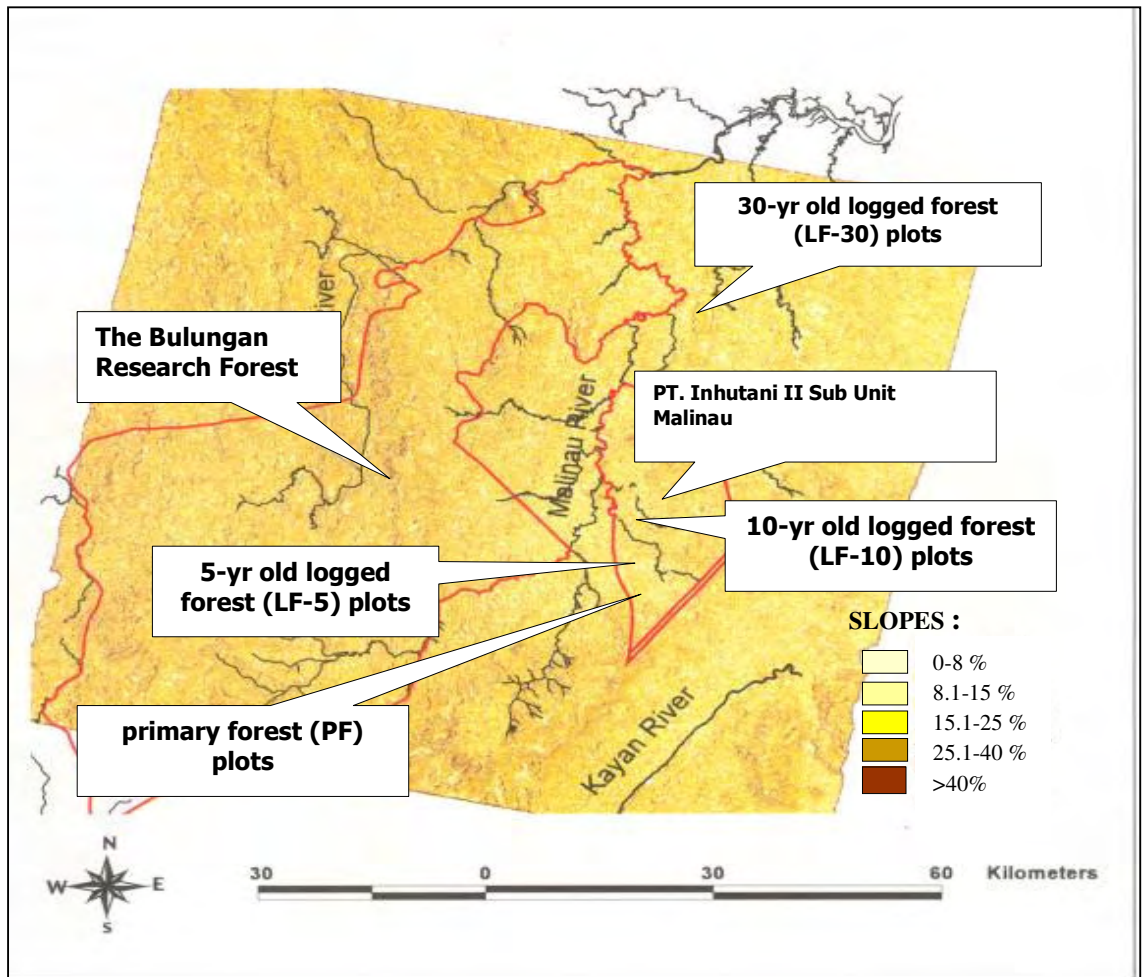 30-yr old logged forest
(LF-30) plots
River
The Bulungan
Research Forest
PT. Inhutani II Sub Unit
Malinau
Malinau River
10-yr old logged forest
(LF-10) plots
5-yr old logged
forest (LF-5) plots
SLOPES :
0-8 %
8.1-15 %
15.1-25 %
25.1-40 %
>40%
primary forest (PF)
plots
Kayan River
N
W E
S
30 0 30 60 Kilometers